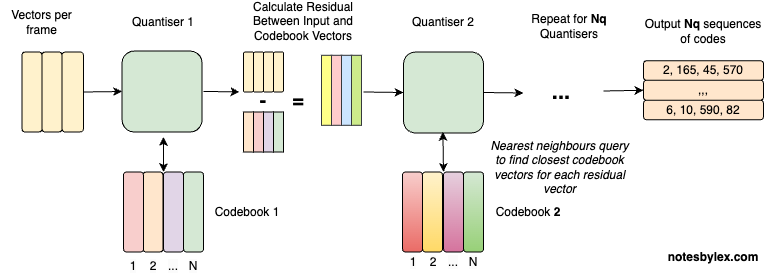 Vectors per
frame
Quantiser 1
Calculate Residual
Between Input and
Codebook Vectors
Quantiser 2
Repeat for Nq
Quantisers
Output Nq sequences
of codes
-
=
...
2, 165, 45, 570
,,,
6, 10, 590, 82
Nearest neighbours query
to find closest codebook
vectors for each residual
vector
Codebook 1
Codebook 2
1 2 ... N
1 2 ... N
notesbylex.com